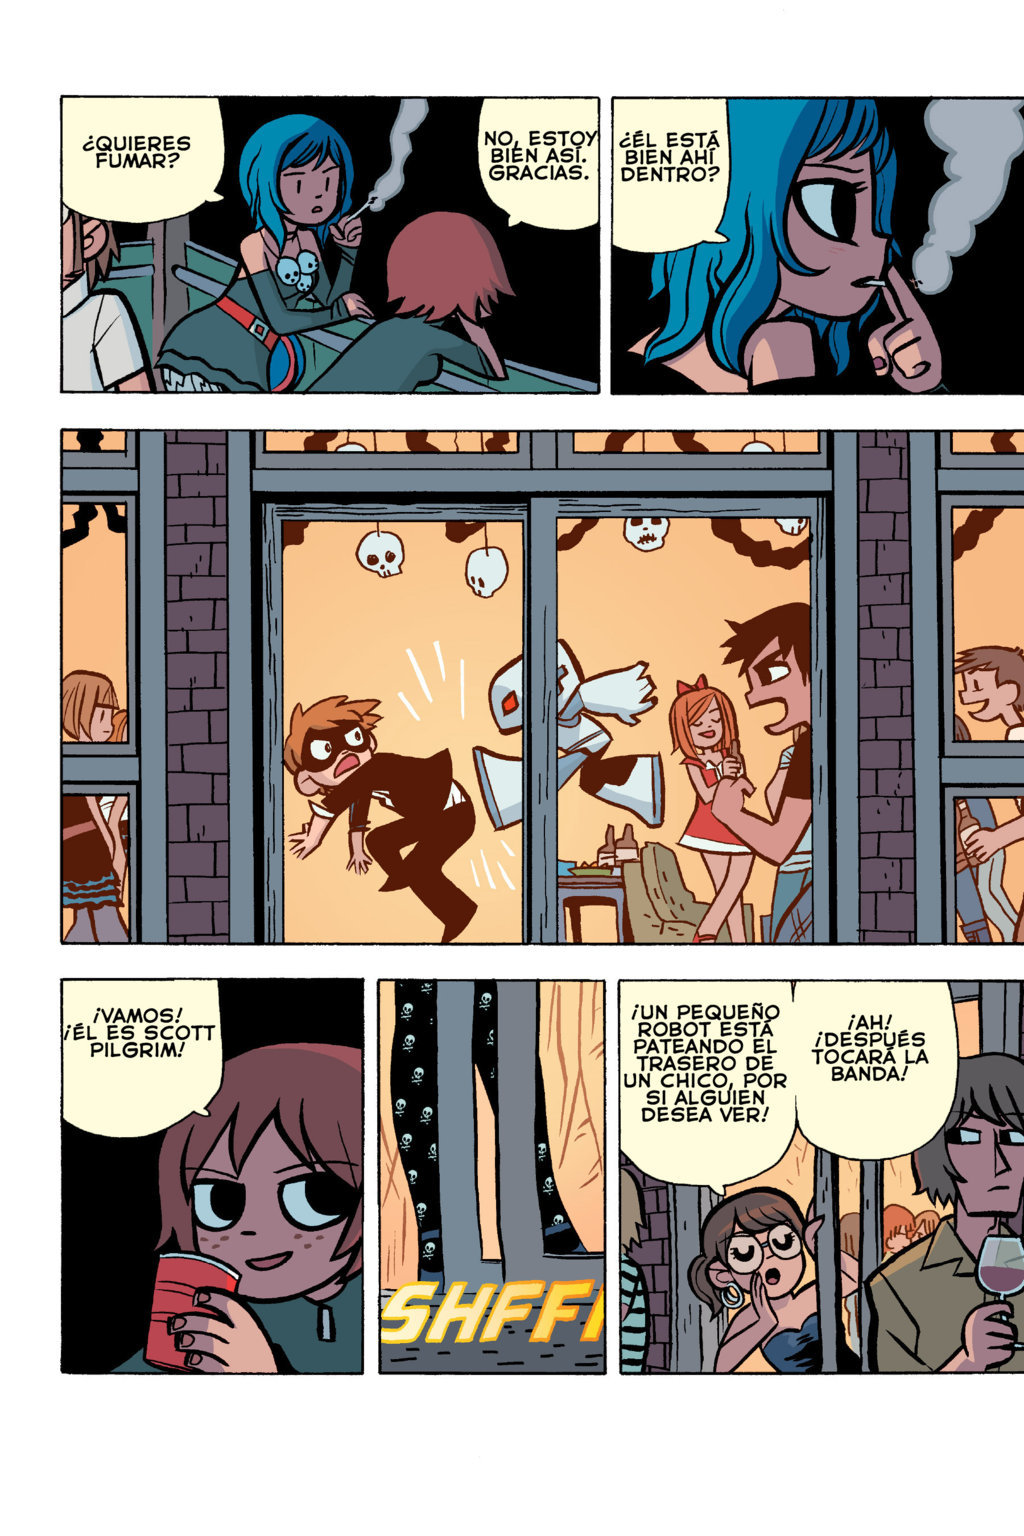 ¿QUIERES
FUMAR?
NO, ESTOY
BIEN ASÍ.
GRACIAS.
¿ÉL ESTÁ
BIEN AHÍ
DENTRO?
¡VAMOS!
¡ÉL ES SCOTT
PILGRIM!
SHFF
¡UN PEQUEÑO
ROBOT ESTÁ
PATEANDO EL
TRASERO DE
UN CHICO, POR
SI ALGUIEN
DESEA VER!
¡AH!
¡DESPUÉS
TOCARÁ LA
BANDA!